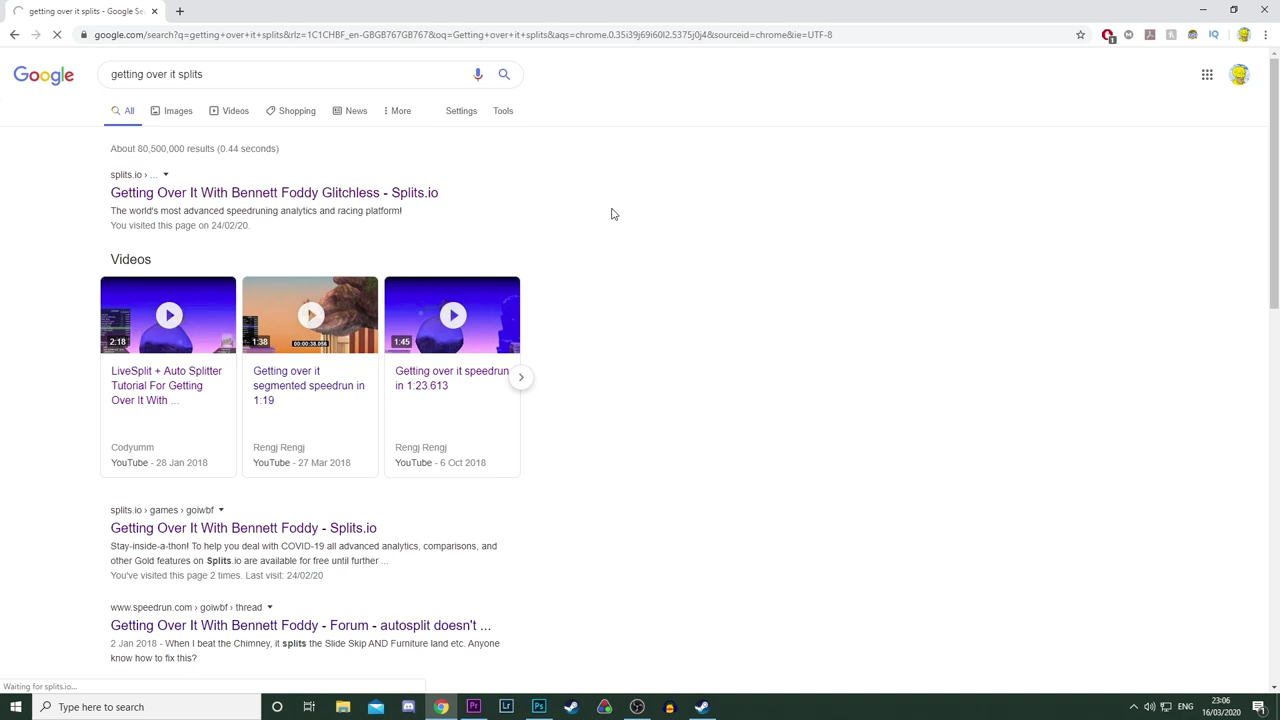 getting over it splits - Google Se
google.com/search?q=getting+over+it+splits&rlz=1C1CHBF_en-GBGB767GB767&oq=Getting+over+it+splits&aqs=chrome.0.35i39j69i60l2.5375j0j4&sourceid=chrome&ie=UTF-8
IQ
1
Google
getting over it splits
All Images Videos Shopping News More Settings Tools
About 80,500,000 results (0.44 seconds)
splits.io › ...
Getting Over It With Bennett Foddy Glitchless - Splits.io
The world's most advanced speedruning analytics and racing platform!
You visited this page on 24/02/20.
Videos
2:18
LiveSplit + Auto Splitter
Tutorial For Getting
Over It With ...
Codyumm
YouTube - 28 Jan 2018
00:00:38.056
1:38
Getting over it
segmented speedrun in
1:19
Rengj Rengj
YouTube - 27 Mar 2018
1:45
Getting over it speedrun
in 1:23.613
Rengj Rengj
YouTube - 6 Oct 2018
splits.io › games › goiwbf
Getting Over It With Bennett Foddy - Splits.io
Stay-inside-a-thon! To help you deal with COVID-19 all advanced analytics, comparisons, and
other Gold features on Splits.io are available for free until further ...
You've visited this page 2 times. Last visit: 24/02/20
www.speedrun.com › goiwbf › thread
Getting Over It With Bennett Foddy - Forum - autosplit doesn't ...
2 Jan 2018 - When I beat the Chimney, it splits the Slide Skip AND Furniture land etc. Anyone
know how to fix this?
Waiting for splits.io...
Type here to search
Pr
Lr
Ps
ENG
23:06
16/03/2020